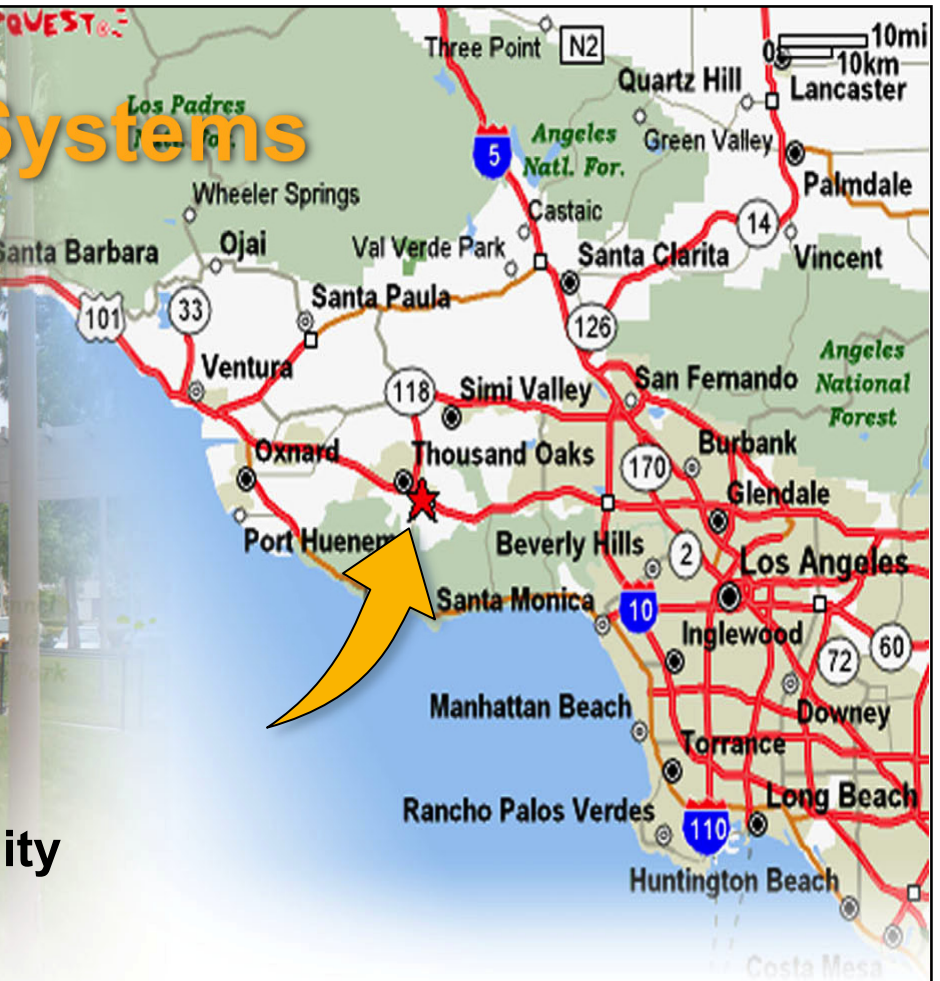 QUEST
Three Point
N2
0
10mi
10km
Quartz Hill
Lancaster
Los Padres
Systems
5
Angeles
Natl. For.
Green Valley
Palmdale
Wheeler Springs
Castaic
14
Santa Barbara
Ojai
Val Verde Park
Santa Clarita
Vincent
101
33
Santa Paula
126
Angeles
National
Forest
Ventura
118
Simi Valley
San Fernando
Oxnard
Thousand Oaks
170
Burbank
Glendale
Port Huenem
Beverly Hills
2
Los Angeles
Santa Monica
10
Inglewood
72
60
Manhattan Beach
Downey
Torrance
Rancho Palos Verdes
110
Long Beach
ity
Huntington Beach
Costa Mesa